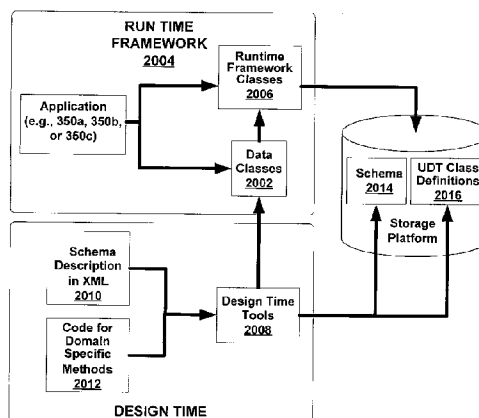 RUN TIME
FRAMEWORK
2004
Runtime
Framework
Classes
2006
Application
(e.g., 350a, 350b,
or 350c)
Data
Classes
2002
Schema
2014
UDT Class
Definitions
2016
Storage
Platform
Schema
Description
in XML
2010
Design Time
Tools
2008
Code for
Domain
Specific
Methods
2012
DESIGN TIME